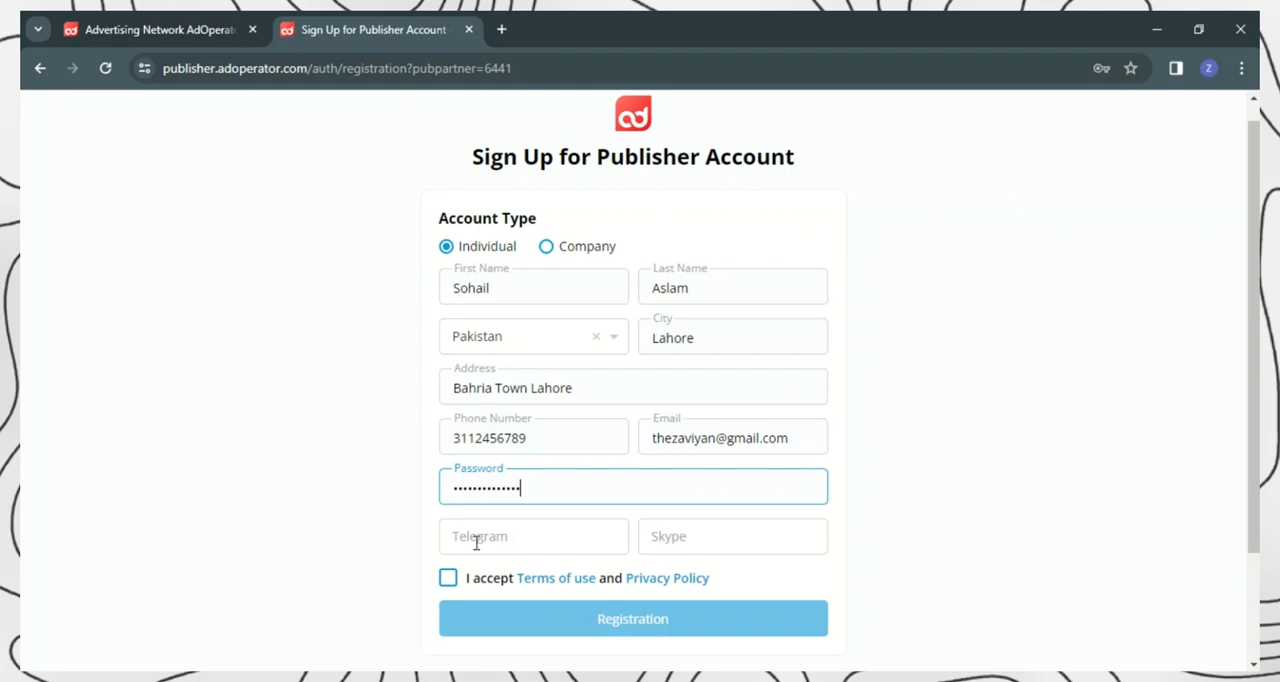 Advertising Network AdOperat
Sign Up for Publisher Account
publisher.adoperator.com/auth/registration?pubpartner=6441
Z
ad
Sign Up for Publisher Account
Account Type
Individual Company
First Name Last Name
Sohail Aslam
City
Pakistan Lahore
Address
Bahria Town Lahore
Phone Number Email
3112456789 thezaviyan@gmail.com
Password
••••••••••••••
Telegram Skype
I accept Terms of use and Privacy Policy
Registration